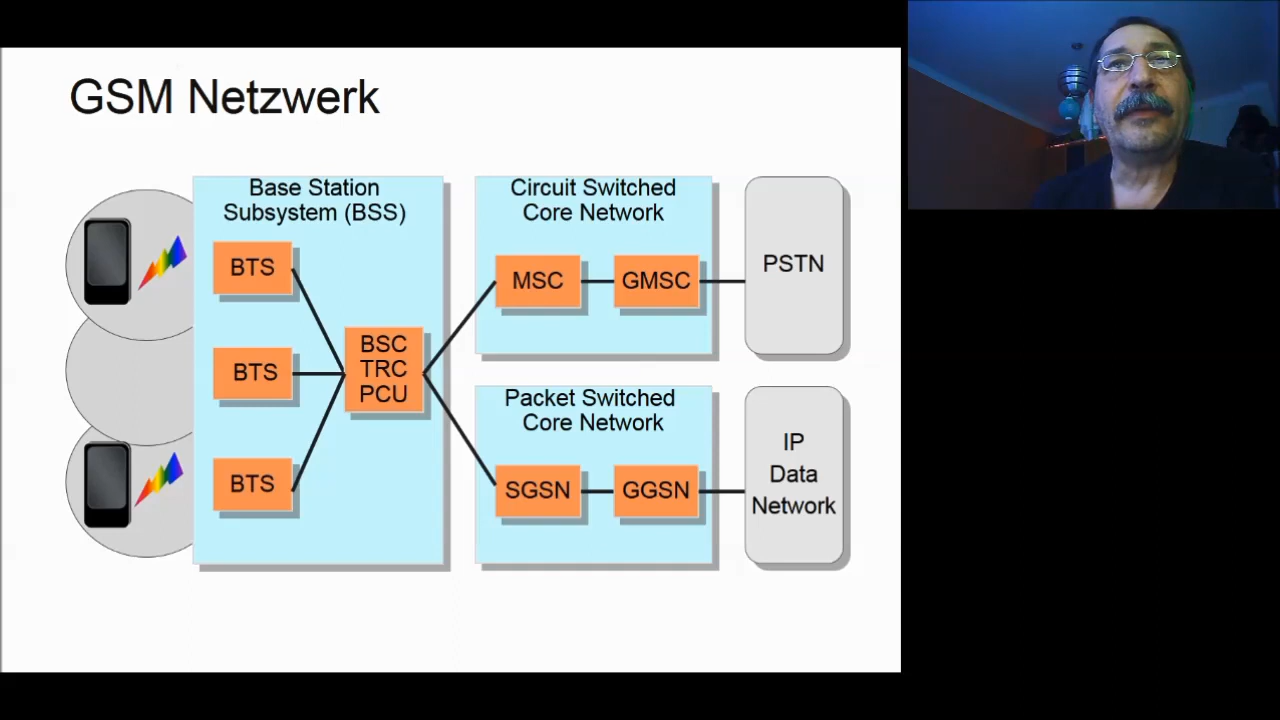 GSM Netzwerk
Base Station
Subsystem (BSS)
BTS
BTS
BTS
BSC
TRC
PCU
Circuit Switched
Core Network
MSC
GMSC
PSTN
Packet Switched
Core Network
SGSN
GGSN
IP
Data
Network